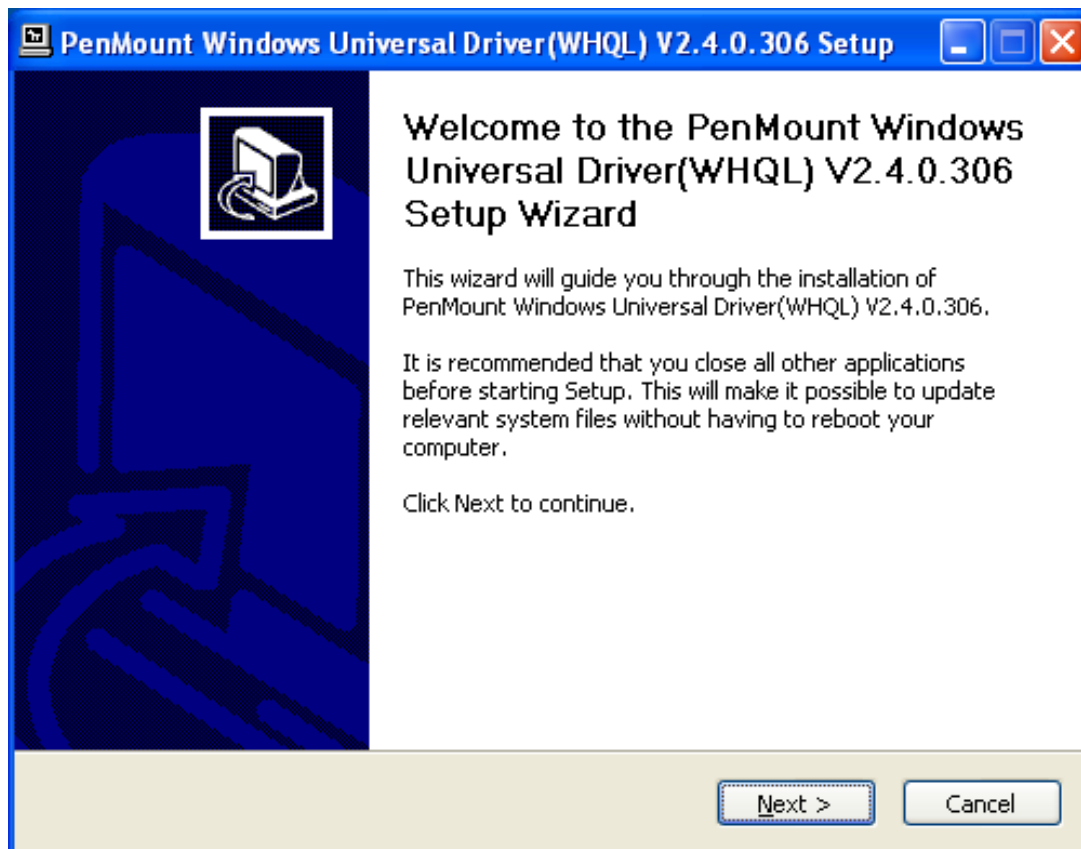 PenMount Windows Universal Driver(WHQL) V2.4.0.306 Setup
Welcome to the PenMount Windows
Universal Driver(WHQL) V2.4.0.306
Setup Wizard
This wizard will guide you through the installation of
PenMount Windows Universal Driver(WHQL) V2.4.0.306.
It is recommended that you close all other applications
before starting Setup. This will make it possible to update
relevant system files without having to reboot your
computer.
Click Next to continue.
Next >
Cancel